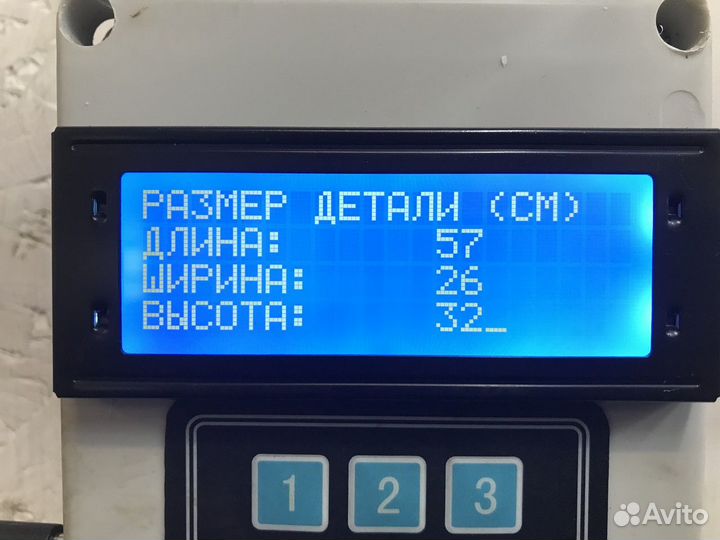 РАЗМЕР ДЕТАЛИ (СМ)
ДЛИНА: 57
ШИРИНА: 26
ВЫСОТА: 32_
1 2 3
Avito